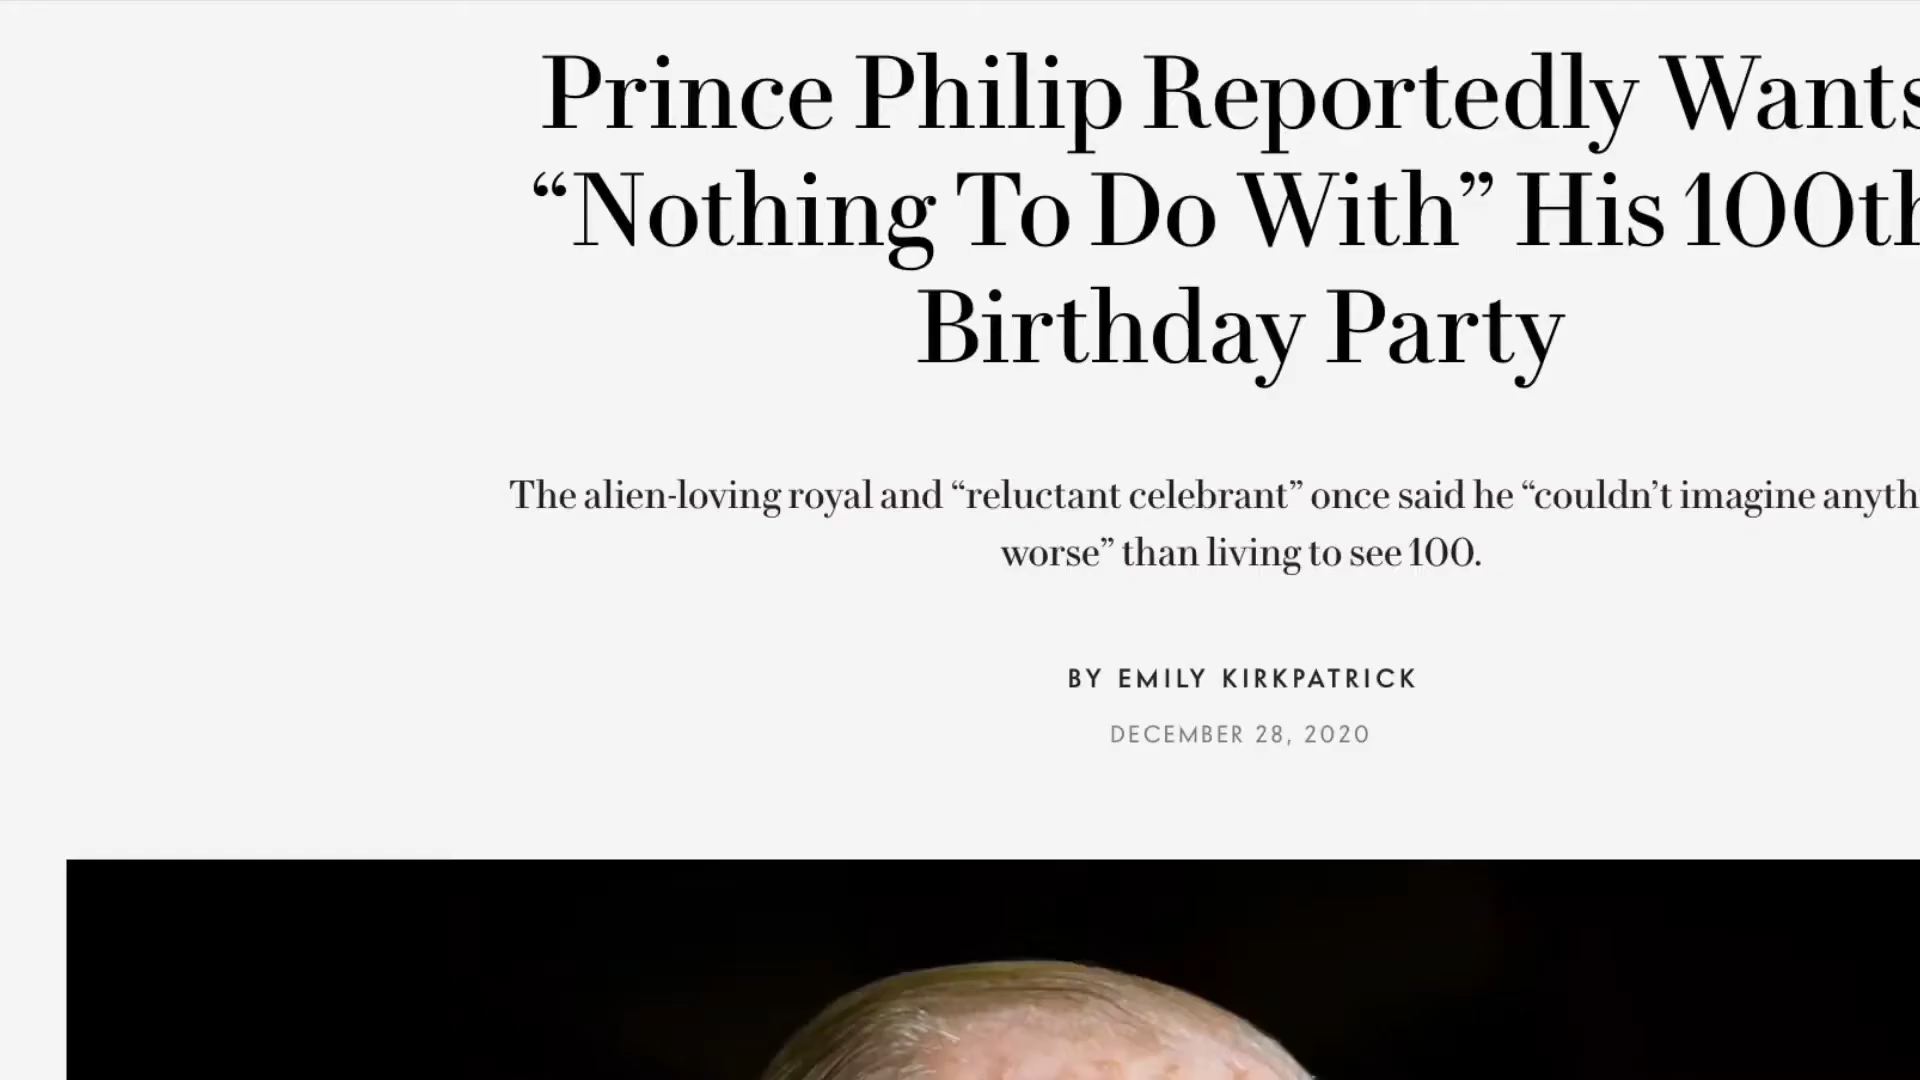 Prince Philip Reportedly Wants
“Nothing To Do With” His 100th
Birthday Party
The alien-loving royal and “reluctant celebrant” once said he “couldn’t imagine
worse” than living to see 100.
BY EMILY KIRKPATRICK
DECEMBER 28, 2020